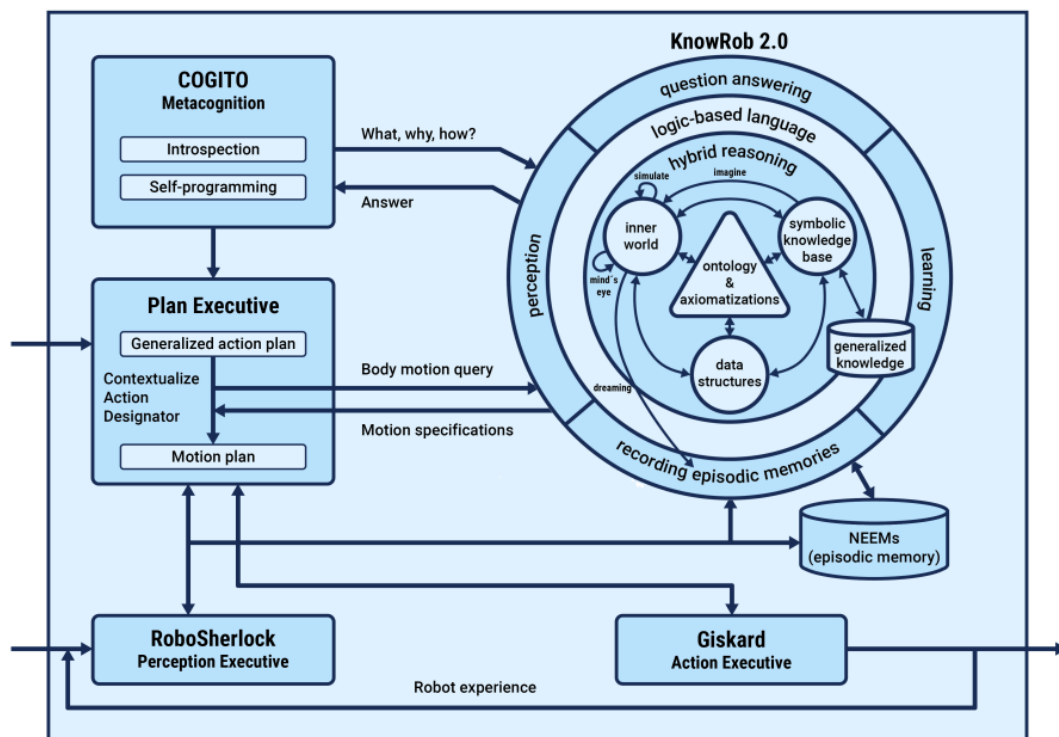 KnowRob 2.0
COGITO
Metacognition
Introspection
Self-programming
What, why, how?
Answer
question answering
logic-based language
hybrid reasoning
perception
learning
recording episodic memories
simulate
imagine
inner
world
symbolic
knowledge
base
mind´s
eye
ontology
&
axiomatizations
data
structures
generalized
knowledge
dreaming
Plan Executive
Generalized action plan
Contextualize
Action
Designator
Motion plan
Body motion query
Motion specifications
NEEMs
(episodic memory)
RoboSherlock
Perception Executive
Giskard
Action Executive
Robot experience